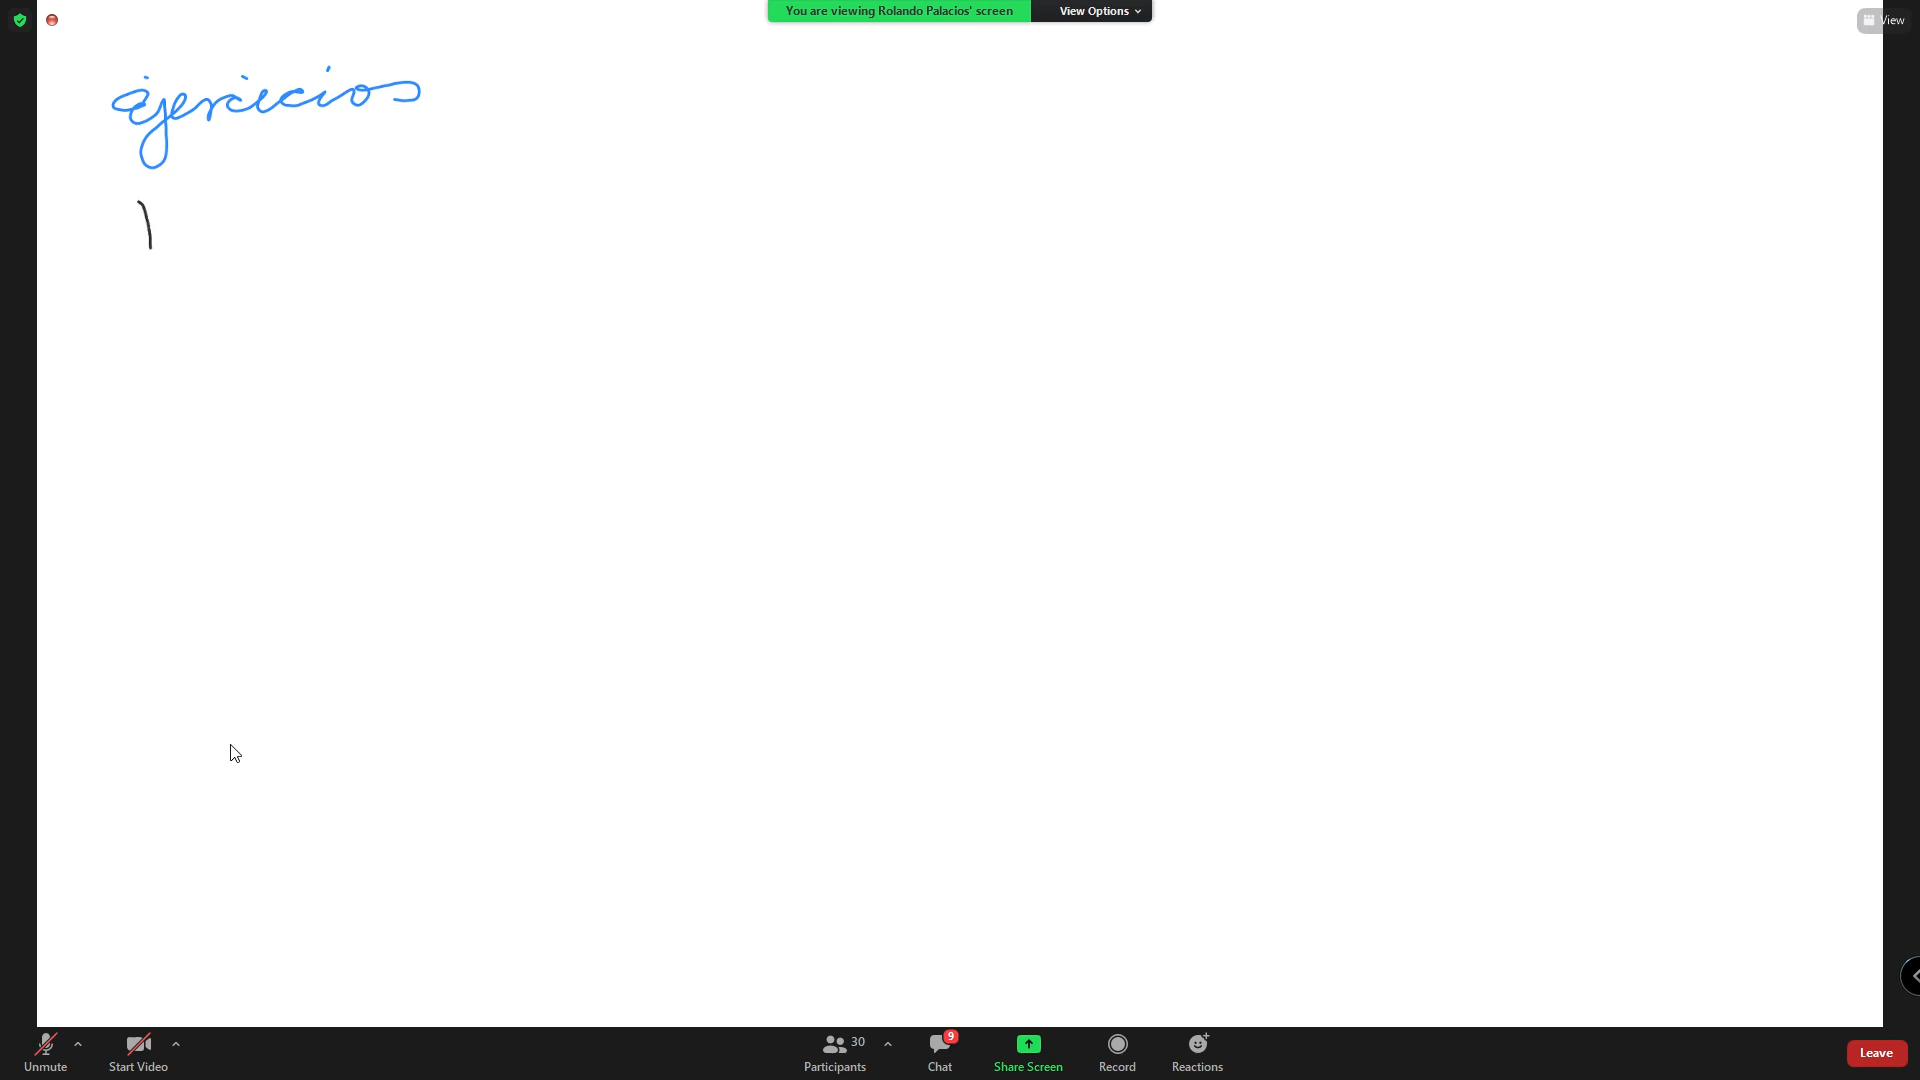 You are viewing Rolando Palacios' screen View Options
View
ejercicios
Unmute Start Video 30 Participants 9 Chat Share Screen Record Reactions Leave